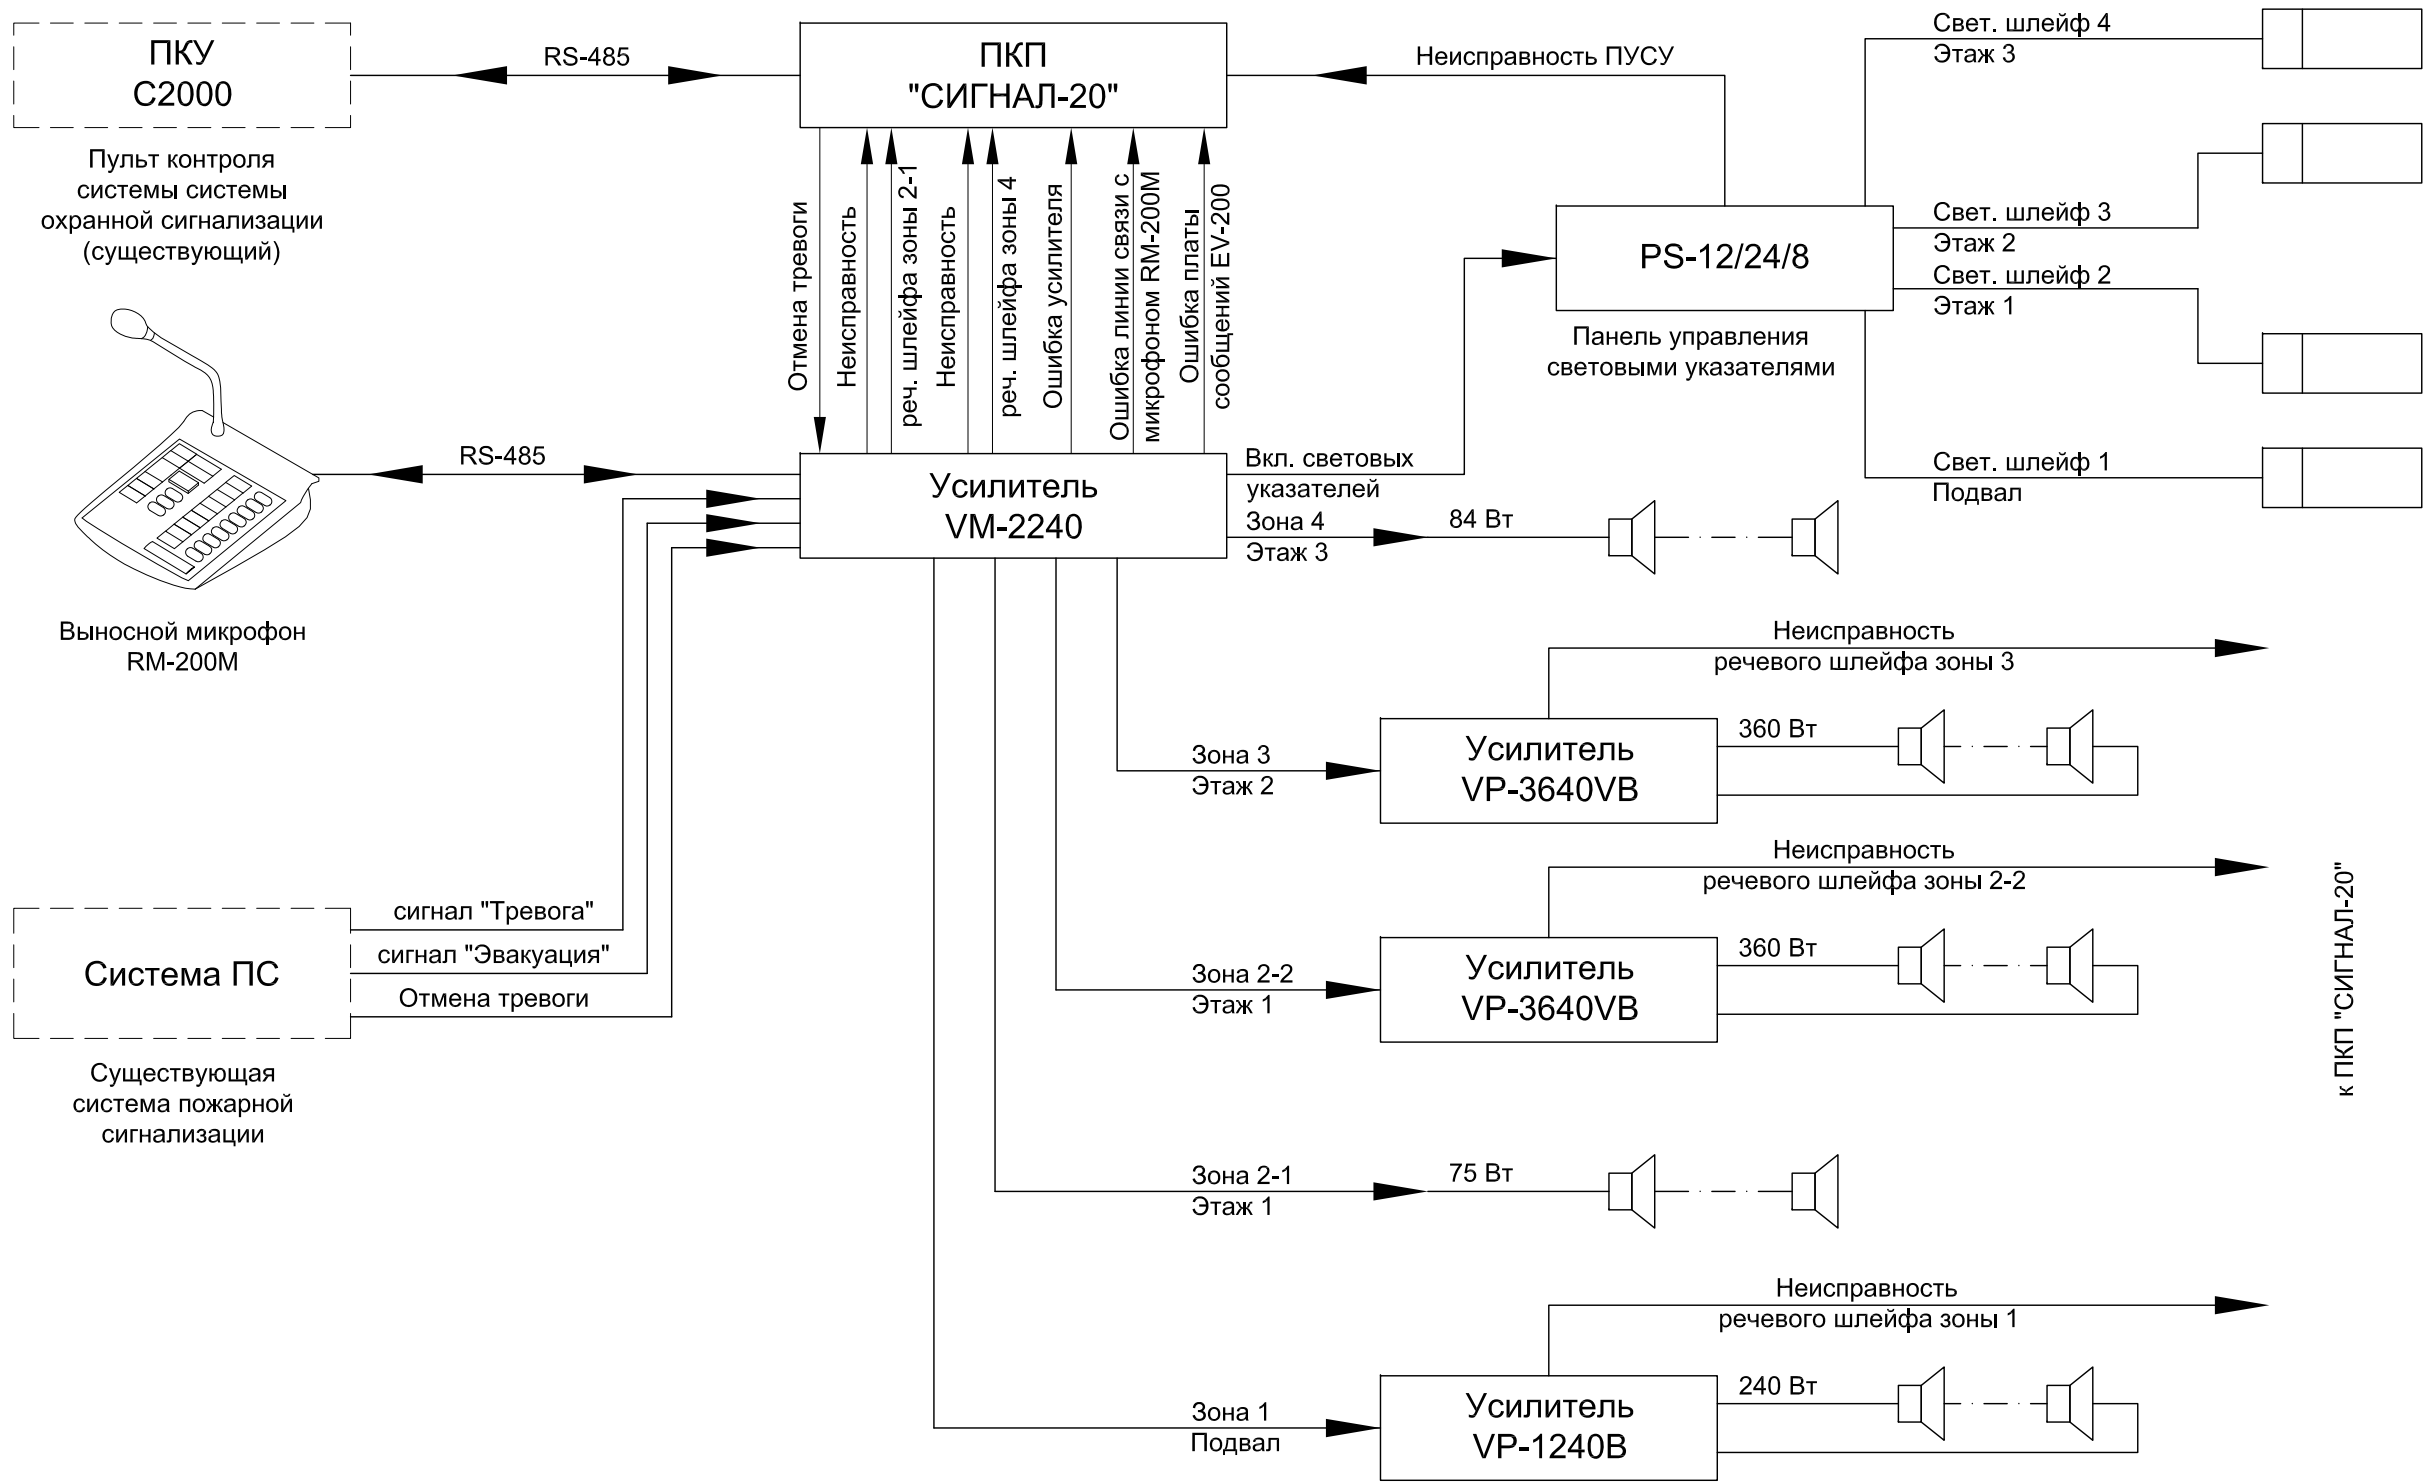 ПКУ
С2000
Пульт контроля
системы системы
охранной сигнализации
(существующий)
RS-485
ПКП
"СИГНАЛ-20"
Неисправность ПУСУ
Свет. шлейф 4
Этаж 3
Свет. шлейф 3
Этаж 2
Свет. шлейф 2
Этаж 1
Свет. шлейф 1
Подвал
PS-12/24/8
Панель управления
световыми указателями
Отмена тревоги
Неисправность
реч. шлейфа зоны 2-1
Неисправность
реч. шлейфа зоны 4
Ошибка усилителя
Ошибка линии связи с
микрофоном RM-200M
Ошибка платы
сообщений EV-200
RS-485
Выносной микрофон
RM-200M
Усилитель
VM-2240
Вкл. световых
указателей
Зона 4
Этаж 3
84 Вт
Неисправность
речевого шлейфа зоны 3
Зона 3
Этаж 2
Усилитель
VP-3640VB
360 Вт
Неисправность
речевого шлейфа зоны 2-2
Зона 2-2
Этаж 1
Усилитель
VP-3640VB
360 Вт
к ПКП "СИГНАЛ-20"
Система ПС
сигнал "Тревога"
сигнал "Эвакуация"
Отмена тревоги
Существующая
система пожарной
сигнализации
Зона 2-1
Этаж 1
75 Вт
Неисправность
речевого шлейфа зоны 1
Зона 1
Подвал
Усилитель
VP-1240B
240 Вт